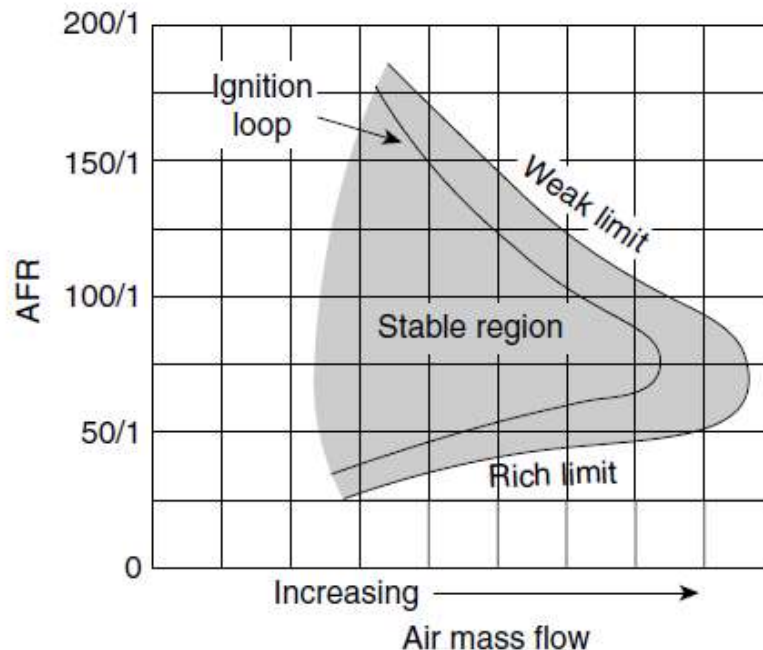 200/1
Ignition
loop
150/1
Weak limit
AFR
100/1
Stable region
50/1
Rich limit
0
Increasing
Air mass flow